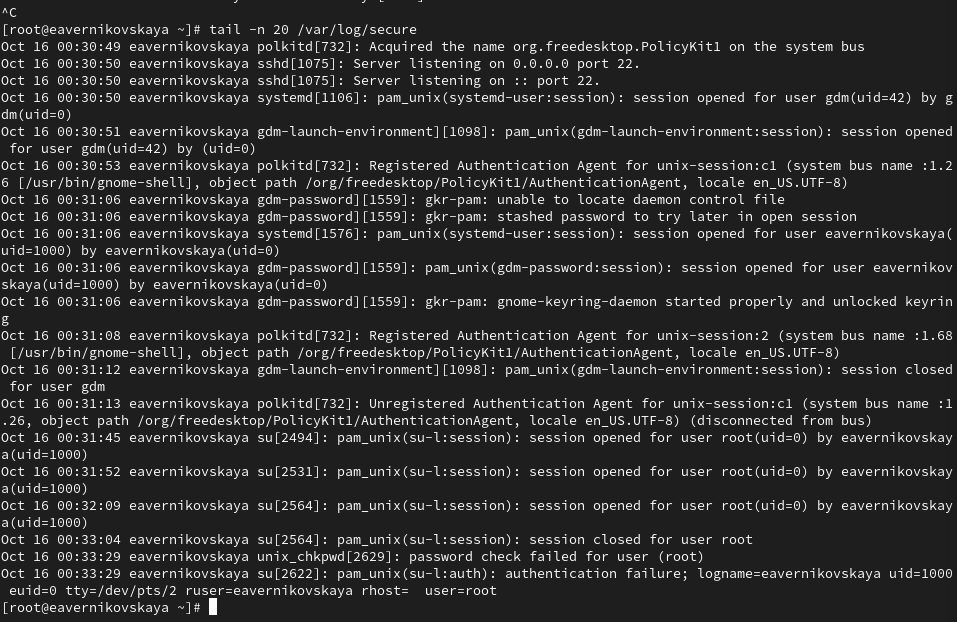 ^C
[root@eavernikovskaya ~]# tail -n 20 /var/log/secure
Oct 16 00:30:49 eavernikovskaya polkitd[732]: Acquired the name org.freedesktop.PolicyKit1 on the system bus
Oct 16 00:30:50 eavernikovskaya sshd[1075]: Server listening on 0.0.0.0 port 22.
Oct 16 00:30:50 eavernikovskaya sshd[1075]: Server listening on :: port 22.
Oct 16 00:30:50 eavernikovskaya systemd[1106]: pam_unix(systemd-user:session): session opened for user gdm(uid=42) by g
dm(uid=0)
Oct 16 00:30:51 eavernikovskaya gdm-launch-environment][1098]: pam_unix(gdm-launch-environment:session): session opened
 for user gdm(uid=42) by (uid=0)
Oct 16 00:30:53 eavernikovskaya polkitd[732]: Registered Authentication Agent for unix-session:c1 (system bus name :1.2
6 [/usr/bin/gnome-shell], object path /org/freedesktop/PolicyKit1/AuthenticationAgent, locale en_US.UTF-8)
Oct 16 00:31:06 eavernikovskaya gdm-password][1559]: gkr-pam: unable to locate daemon control file
Oct 16 00:31:06 eavernikovskaya gdm-password][1559]: gkr-pam: stashed password to try later in open session
Oct 16 00:31:06 eavernikovskaya systemd[1576]: pam_unix(systemd-user:session): session opened for user eavernikovskaya(
uid=1000) by eavernikovskaya(uid=0)
Oct 16 00:31:06 eavernikovskaya gdm-password][1559]: pam_unix(gdm-password:session): session opened for user eavernikov
skaya(uid=1000) by eavernikovskaya(uid=0)
Oct 16 00:31:06 eavernikovskaya gdm-password][1559]: gkr-pam: gnome-keyring-daemon started properly and unlocked keyrin
g
Oct 16 00:31:08 eavernikovskaya polkitd[732]: Registered Authentication Agent for unix-session:2 (system bus name :1.68
 [/usr/bin/gnome-shell], object path /org/freedesktop/PolicyKit1/AuthenticationAgent, locale en_US.UTF-8)
Oct 16 00:31:12 eavernikovskaya gdm-launch-environment][1098]: pam_unix(gdm-launch-environment:session): session closed
 for user gdm
Oct 16 00:31:13 eavernikovskaya polkitd[732]: Unregistered Authentication Agent for unix-session:c1 (system bus name :1
.26, object path /org/freedesktop/PolicyKit1/AuthenticationAgent, locale en_US.UTF-8) (disconnected from bus)
Oct 16 00:31:45 eavernikovskaya su[2494]: pam_unix(su-l:session): session opened for user root(uid=0) by eavernikovskay
a(uid=1000)
Oct 16 00:31:52 eavernikovskaya su[2531]: pam_unix(su-l:session): session opened for user root(uid=0) by eavernikovskay
a(uid=1000)
Oct 16 00:32:09 eavernikovskaya su[2564]: pam_unix(su-l:session): session opened for user root(uid=0) by eavernikovskay
a(uid=1000)
Oct 16 00:33:04 eavernikovskaya su[2564]: pam_unix(su-l:session): session closed for user root
Oct 16 00:33:29 eavernikovskaya unix_chkpwd[2629]: password check failed for user (root)
Oct 16 00:33:29 eavernikovskaya su[2622]: pam_unix(su-l:auth): authentication failure; logname=eavernikovskaya uid=1000
 euid=0 tty=/dev/pts/2 ruser=eavernikovskaya rhost=  user=root
[root@eavernikovskaya ~]#